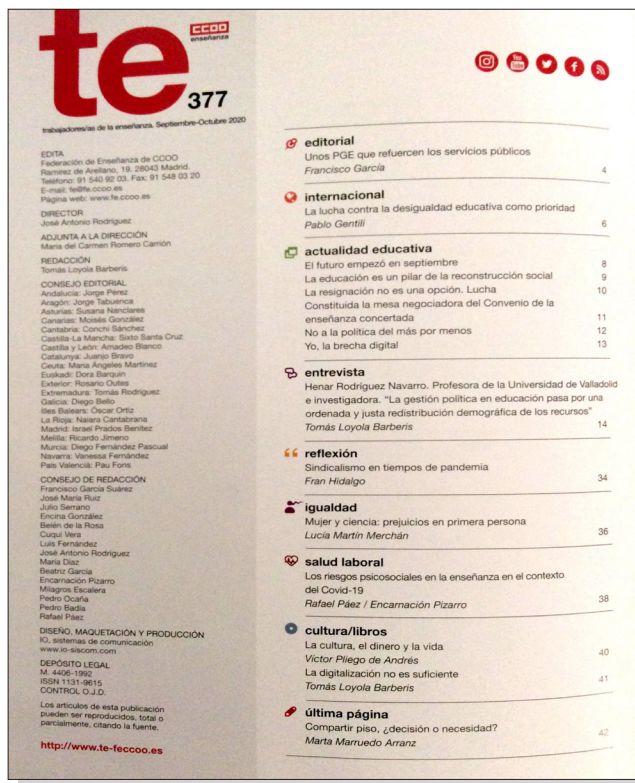 te
CCOO
enseñanza
377
trabajadores/as de la enseñanza. Septiembre-Octubre 2020
EDITA
Federación de Enseñanza de CCOO
Ramírez de Arellano, 19. 28043 Madrid.
Teléfono: 91 540 92 03. Fax: 91 548 03 20
E-mail: fe@fe.ccoo.es
Página web: www.fe.ccoo.es
DIRECTOR
José Antonio Rodríguez
ADJUNTA A LA DIRECCIÓN
María del Carmen Romero Carrión
REDACCIÓN
Tomás Loyola Barberis
CONSEJO EDITORIAL
Andalucía: Jorge Pérez
Aragón: Jorge Tabuenca
Asturias: Susana Nanclares
Canarias: Moisés González
Cantabria: Conchi Sánchez
Castilla-La Mancha: Sixto Santa Cruz
Castilla y León: Amadeo Blanco
Catalunya: Juanjo Bravo
Ceuta: María Ángeles Martínez
Euskadi: Dora Barquín
Exterior: Rosario Outes
Extremadura: Tomás Rodríguez
Galicia: Diego Bello
Illes Balears: Óscar Ortiz
La Rioja: Naiara Cantabrana
Madrid: Israel Prados Benítez
Melilla: Ricardo Jimeno
Murcia: Diego Fernández Pascual
Navarra: Vanessa Fernández
País Valencià: Pau Fons
CONSEJO DE REDACCIÓN
Francisco García Suárez
José María Ruiz
Julio Serrano
Encina González
Belén de la Rosa
Cuqui Vera
Luis Fernández
José Antonio Rodríguez
María Díaz
Beatriz García
Encarnación Pizarro
Milagros Escalera
Pedro Ocaña
Pedro Badía
Rafael Páez
DISEÑO, MAQUETACIÓN Y PRODUCCIÓN
IO, sistemas de comunicación
www.io-siscom.com
DEPÓSITO LEGAL
M. 4406-1992
ISSN 1131-9615
CONTROL O.J.D.
Los artículos de esta publicación
pueden ser reproducidos, total o
parcialmente, citando la fuente.
http://www.te-feccoo.es
You Tube
editorial
Unos PGE que refuercen los servicios públicos
Francisco García 4
internacional
La lucha contra la desigualdad educativa como prioridad
Pablo Gentili 6
actualidad educativa
El futuro empezó en septiembre 8
La educación es un pilar de la reconstrucción social 9
La resignación no es una opción. Lucha 10
Constituida la mesa negociadora del Convenio de la
enseñanza concertada 11
No a la política del más por menos 12
Yo, la brecha digital 13
entrevista
Henar Rodríguez Navarro. Profesora de la Universidad de Valladolid
e investigadora. “La gestión política en educación pasa por una
ordenada y justa redistribución demográfica de los recursos”
Tomás Loyola Barberis 14
reflexión
Sindicalismo en tiempos de pandemia
Fran Hidalgo 34
igualdad
Mujer y ciencia: prejuicios en primera persona
Lucía Martín Merchán 36
salud laboral
Los riesgos psicosociales en la enseñanza en el contexto
del Covid-19
Rafael Páez / Encarnación Pizarro 38
cultura/libros
La cultura, el dinero y la vida 40
Víctor Pliego de Andrés
La digitalización no es suficiente 41
Tomás Loyola Barberis
última página
Compartir piso, ¿decisión o necesidad? 42
Marta Marruedo Arranz